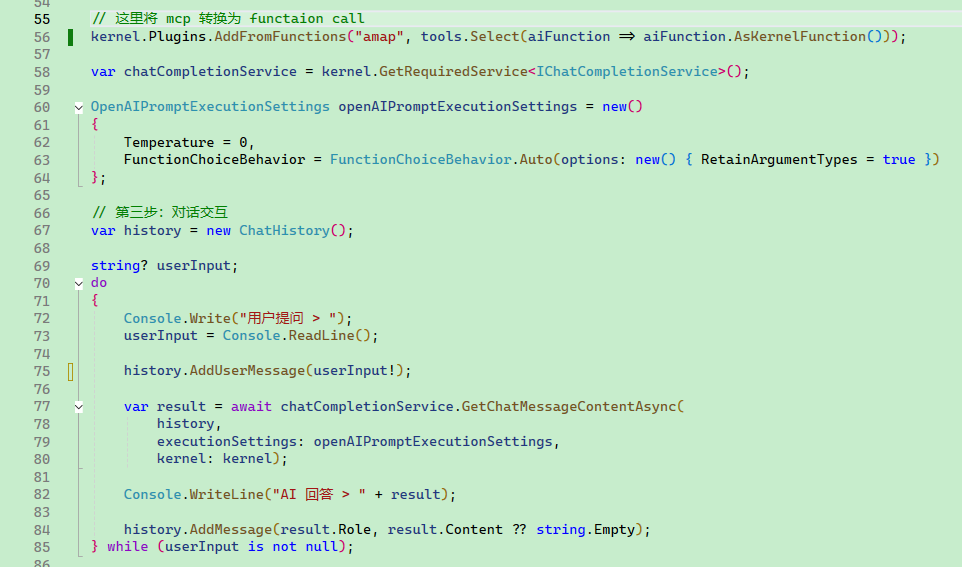 54
55 // 这里将 mcp 转换为 functaion call
56 kernel.Plugins.AddFromFunctions("amap", tools.Select(aiFunction => aiFunction.AsKernelFunction()));
57
58 var chatCompletionService = kernel.GetRequiredService<IChatCompletionService>();
59
60 OpenAIPromptExecutionSettings openAIPromptExecutionSettings = new()
61 {
62     Temperature = 0,
63     FunctionChoiceBehavior = FunctionChoiceBehavior.Auto(options: new() { RetainArgumentTypes = true })
64 };
65
66 // 第三步：对话交互
67 var history = new ChatHistory();
68
69 string? userInput;
70 do
71 {
72     Console.Write("用户提问 > ");
73     userInput = Console.ReadLine();
74
75     history.AddUserMessage(userInput!);
76
77     var result = await chatCompletionService.GetChatMessageContentAsync(
78         history,
79         executionSettings: openAIPromptExecutionSettings,
80         kernel: kernel);
81
82     Console.WriteLine("AI 回答 > " + result);
83
84     history.AddMessage(result.Role, result.Content ?? string.Empty);
85 } while (userInput is not null);
86